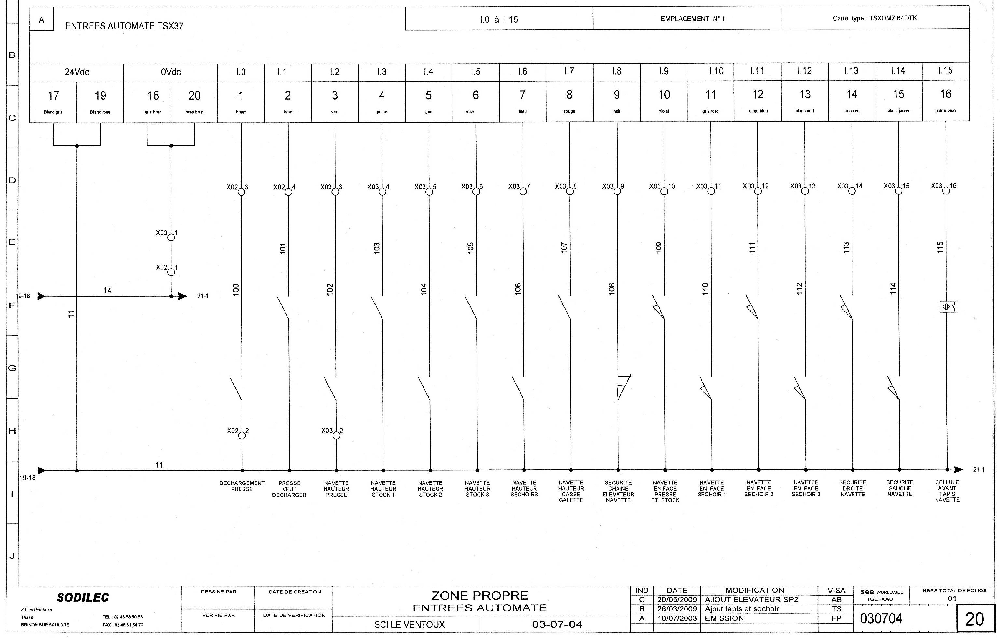 A
ENTREES AUTOMATE TSX37
I.0 à I.15
EMPLACEMENT N° 1
Carte type : TSXDMZ 64DTK
B
24Vdc 0Vdc I.0 I.1 I.2 I.3 I.4 I.5 I.6 I.7 I.8 I.9 I.10 I.11 I.12 I.13 I.14 I.15
17 19 18 20 1 2 3 4 5 6 7 8 9 10 11 12 13 14 15 16
Blanc gris Blanc rose gris brun rose brun blanc brun vert jaune gris rose bleu rouge noir violet gris rose rouge bleu blanc vert brun vert blanc jaune jaune brun
C
D
X02 3 X02 4 X03 3 X03 4 X03 5 X03 6 X03 7 X03 8 X03 9 X03 10 X03 11 X03 12 X03 13 X03 14 X03 15 X03 16
X03 1
E
101 103 105 107 109 111 113 115
X02 1
100 102 104 106 108 110 112 114
19-18 14 21-1
F
11
G
H
X02 2 X03 2
11
19-18 21-1
I
DECHARGEMENT
PRESSE
PRESSE
VEUT
DECHARGER
NAVETTE
HAUTEUR
PRESSE
NAVETTE
HAUTEUR
STOCK 1
NAVETTE
HAUTEUR
STOCK 2
NAVETTE
HAUTEUR
STOCK 3
NAVETTE
HAUTEUR
SECHOIRS
NAVETTE
HAUTEUR
CASSE
GALETTE
SECURITE
CHAINE
ELEVATEUR
NAVETTE
NAVETTE
EN FACE
PRESSE
ET STOCK
NAVETTE
EN FACE
SECHOIR 1
NAVETTE
EN FACE
SECHOIR 2
NAVETTE
EN FACE
SECHOIR 3
SECURITE
DROITE
NAVETTE
SECURITE
GAUCHE
NAVETTE
CELLULE
AVANT
TAPIS
NAVETTE
J
SODILEC
Z I les Pointards
18410
BRINON SUR SAULDRE
TEL : 02 48 58 50 58
FAX : 02 48 81 54 70
DESSINE PAR
DATE DE CREATION
VERIFIE PAR
DATE DE VERIFICATION
ZONE PROPRE
ENTREES AUTOMATE
SCI LE VENTOUX
03-07-04
IND DATE MODIFICATION VISA
C 20/05/2009 AJOUT ELEVATEUR SP2 AB
B 26/03/2009 Ajout tapis et sechoir TS
A 10/07/2003 EMISSION FP
see WORLDWIDE
IGE+XAO
NBRE TOTAL DE FOLIOS
01
030704
20